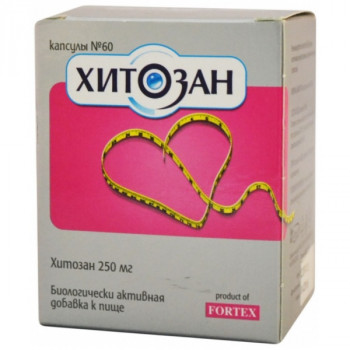 капсулы №60
ХИТОЗАН
Хитозан 250 мг
Биологически активная
добавка к пище
product of
FORTEX